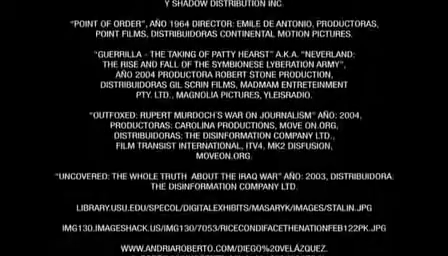 Y SHADOW DISTRIBUTION INC.
"POINT OF ORDER", AÑO 1964 DIRECTOR: EMILE DE ANTONIO, PRODUCTORAS,
POINT FILMS, DISTRIBUIDORAS CONTINENTAL MOTION PICTURES.
"GUERRILLA - THE TAKING OF PATTY HEARST" A.K.A. "NEVERLAND:
THE RISE AND FALL OF THE SYMBIONESE LYBERATION ARMY",
AÑO 2004 PRODUCTORA ROBERT STONE PRODUCTION,
DISTRIBUIDORAS GIL SCRIN FILMS, MADMAM ENTRETEINMENT
PTY. LTD., MAGNOLIA PICTURES, YLEISRADIO.
"OUTFOXED: RUPERT MURDOCH'S WAR ON JOURNALISM" AÑO: 2004,
PRODUCTORAS: CAROLINA PRODUCTIONS, MOVE ON.ORG,
DISTRIBUIDORAS: THE DISINFORMATION COMPANY LTD.,
FILM TRANSIST INTERNATIONAL, ITV4, MK2 DISFUSION,
MOVEON.ORG.
"UNCOVERED: THE WHOLE TRUTH ABOUT THE IRAQ WAR" AÑO: 2003, DISTRIBUIDORA:
THE DISINFORMATION COMPANY LTD.
LIBRARY.USU.EDU/SPECOL/DIGITALEXHIBITS/MASARYK/IMAGES/STALIN.JPG
IMG130.IMAGESHACK.US/IMG130/7053/RICECONDIFACETHENATIONFEB122PK.JPG
WWW.ANDRIAROBERTO.COM/DIEGO%20VELÁZQUEZ.